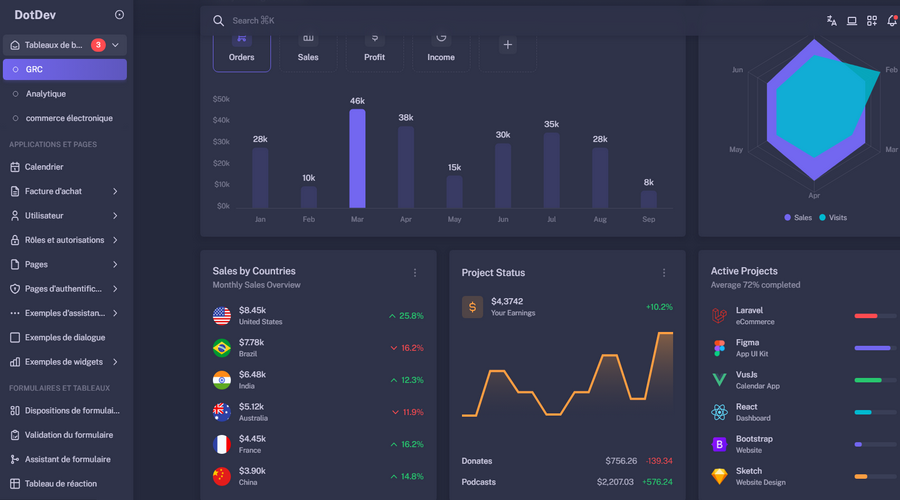 DotDev
Search ⌘K
Tableaux de b... 3
GRC
Analytique
commerce électronique
APPLICATIONS ET PAGES
Calendrier
Facture d'achat
Utilisateur
Rôles et autorisations
Pages
Pages d'authentific...
Exemples d'assistan...
Exemples de dialogue
Exemples de widgets
FORMULAIRES ET TABLEAUX
Dispositions de formulai...
Validation du formulaire
Assistant de formulaire
Tableau de réaction
Orders Sales Profit Income
$50k
$40k
$30k
$20k
$10k
$0k
28k 10k 46k 38k 15k 30k 35k 28k 8k
Jan Feb Mar Apr May Jun Jul Aug Sep
Jun Feb
May Mar
Apr
Sales Visits
Sales by Countries
Monthly Sales Overview
$8.45k 25.8%
United States
$7.78k 16.2%
Brazil
$6.48k 12.3%
India
$5.12k 11.9%
Australia
$4.45k 16.2%
France
$3.90k 14.8%
China
Project Status
$4,3742 +10.2%
Your Earnings
Donates $756.26 -139.34
Podcasts $2,207.03 +576.24
Active Projects
Average 72% completed
Laravel
eCommerce
Figma
App UI Kit
VusJs
Calendar App
React
Dashboard
Bootstrap
Website
Sketch
Website Design